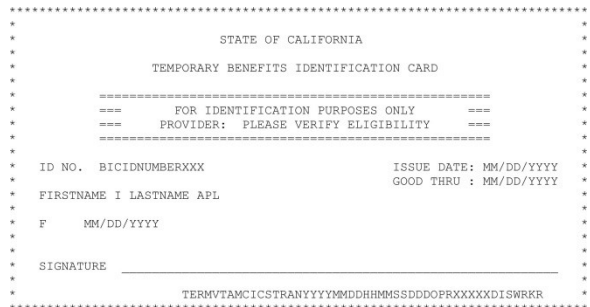 ************************************************************************
STATE OF CALIFORNIA
TEMPORARY BENEFITS IDENTIFICATION CARD
====================================================
=== FOR IDENTIFICATION PURPOSES ONLY ===
=== PROVIDER: PLEASE VERIFY ELIGIBILITY ===
====================================================
ID NO. BICIDNUMBERXXX ISSUE DATE: MM/DD/YYYY
GOOD THRU : MM/DD/YYYY
FIRSTNAME I LASTNAME APL
F MM/DD/YYYY
SIGNATURE __________________________________________________________
TERMVTAMCICSTRANYYYYMMDDHHMMSSDDDOPRXXXXXDISWRKR
************************************************************************